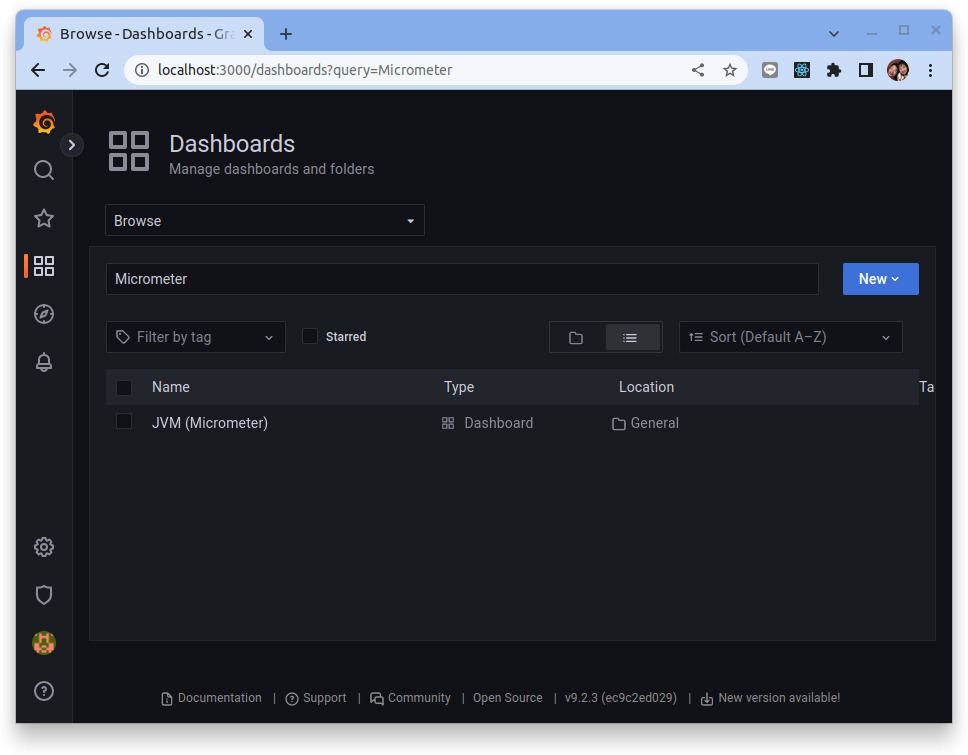 Browse - Dashboards - Gra
localhost:3000/dashboards?query=Micrometer
LINE
Dashboards
Manage dashboards and folders
Browse
Micrometer
New
Filter by tag
Starred
Sort (Default A–Z)
Name Type Location Ta
JVM (Micrometer) Dashboard General
Documentation | Support | Community | Open Source | v9.2.3 (ec9c2ed029) | New version available!